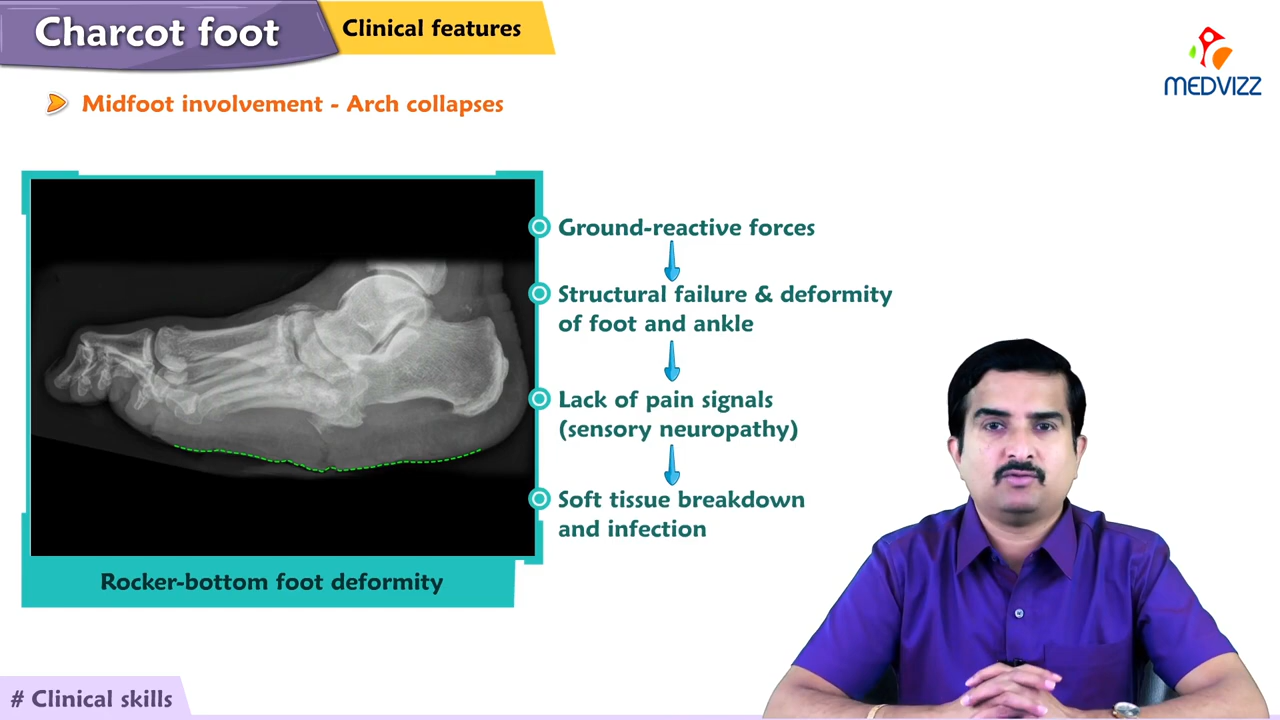 Charcot foot
Clinical features
MEDVIZZ
Midfoot involvement - Arch collapses
Ground-reactive forces
Structural failure & deformity
of foot and ankle
Lack of pain signals
(sensory neuropathy)
Soft tissue breakdown
and infection
Rocker-bottom foot deformity
# Clinical skills